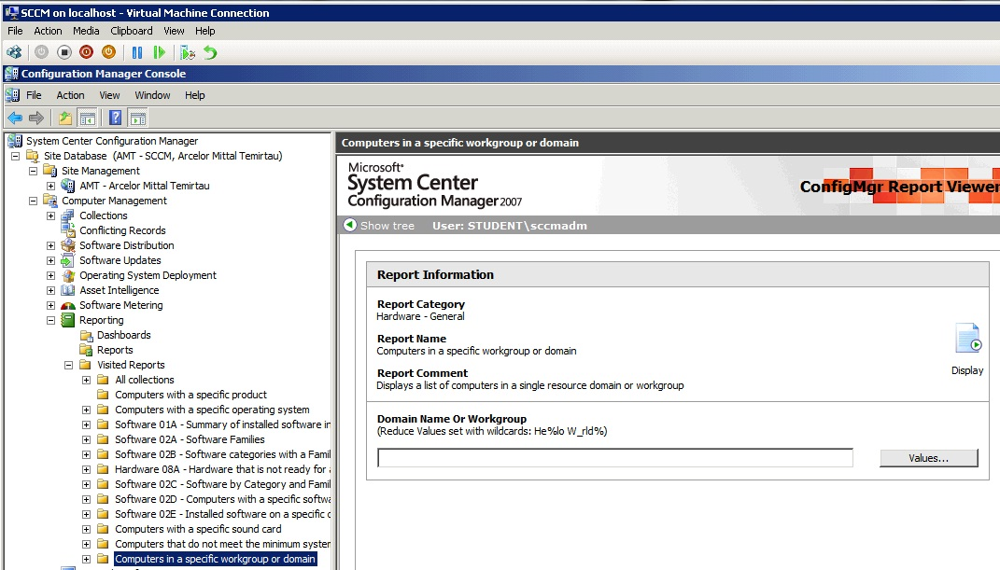 SCCM on localhost - Virtual Machine Connection
File Action Media Clipboard View Help
Configuration Manager Console
File Action View Window Help
System Center Configuration Manager
Site Database (AMT - SCCM, Arcelor Mittal Temirtau)
Site Management
AMT - Arcelor Mittal Temirtau
Computer Management
Collections
Conflicting Records
Software Distribution
Software Updates
Operating System Deployment
Asset Intelligence
Software Metering
Reporting
Dashboards
Reports
Visited Reports
All collections
Computers with a specific product
Computers with a specific operating system
Software 01A - Summary of installed software in
Software 02A - Software Families
Software 02B - Software categories with a Famil
Hardware 08A - Hardware that is not ready for
Software 02C - Software by Category and Famil
Software 02D - Computers with a specific softwa
Software 02E - Installed software on a specific
Computers with a specific sound card
Computers that do not meet the minimum syster
Computers in a specific workgroup or domain
Computers in a specific workgroup or domain
Microsoft
System Center
Configuration Manager 2007
ConfigMgr Report Viewer
Show tree User: STUDENT\sccmadm
Report Information
Report Category
Hardware - General
Report Name
Computers in a specific workgroup or domain
Report Comment
Displays a list of computers in a single resource domain or workgroup
Display
Domain Name Or Workgroup
(Reduce Values set with wildcards: He%lo W_rld%)
Values...